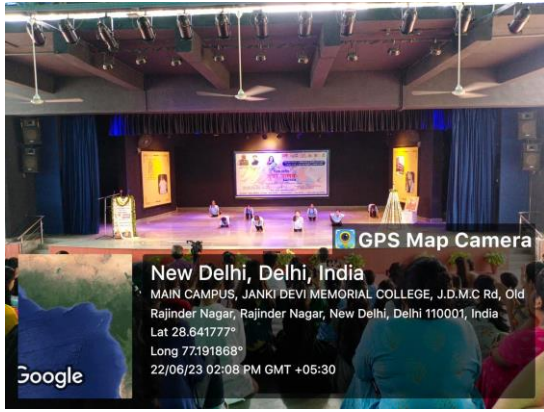 GPS Map Camera
New Delhi, Delhi, India
MAIN CAMPUS, JANKI DEVI MEMORIAL COLLEGE, J.D.M.C Rd, Old
Rajinder Nagar, Rajinder Nagar, New Delhi, Delhi 110001, India
Lat 28.641777°
Long 77.191868°
22/06/23 02:08 PM GMT +05:30
Google